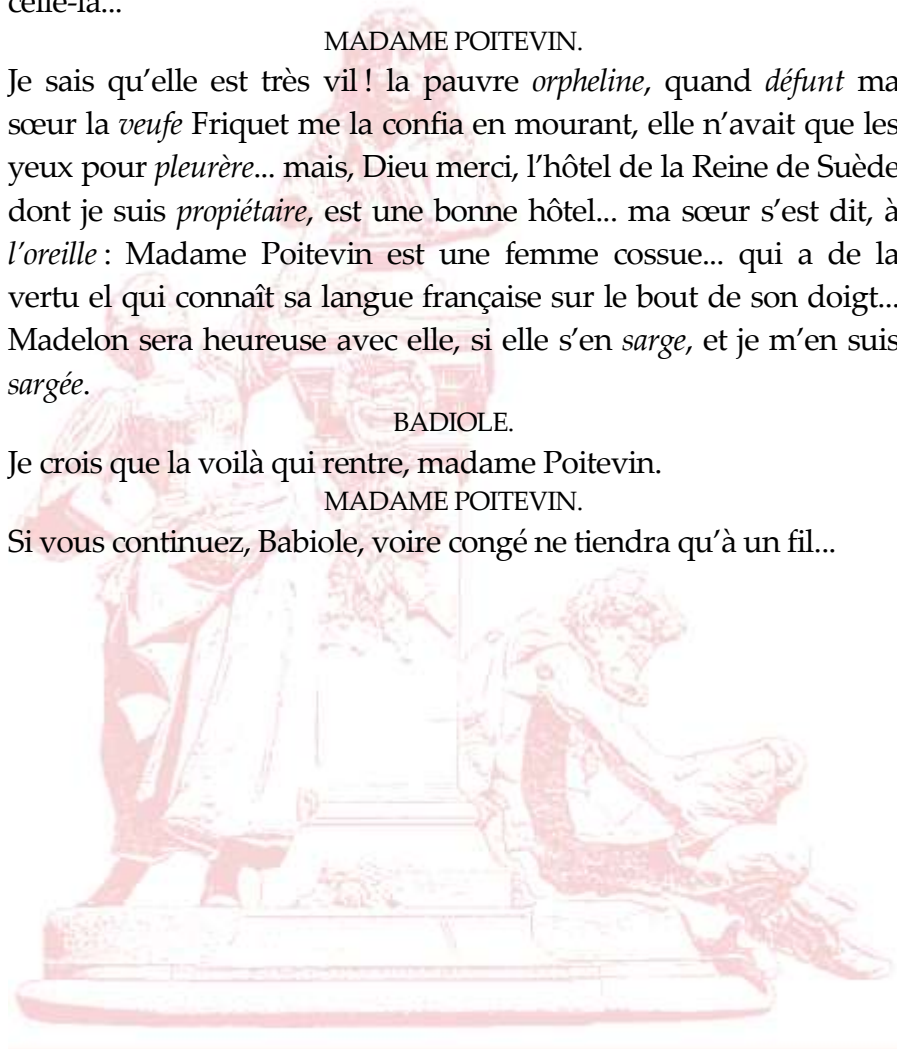 celle-là...
MADAME POITEVIN.
Je sais qu’elle est très vil ! la pauvre orpheline, quand défunt ma
sœur la veufe Friquet me la confia en mourant, elle n’avait que les
yeux pour pleurère... mais, Dieu merci, l’hôtel de la Reine de Suède
dont je suis propiétaire, est une bonne hôtel... ma sœur s’est dit, à
l’oreille : Madame Poitevin est une femme cossue... qui a de la
vertu el qui connaît sa langue française sur le bout de son doigt...
Madelon sera heureuse avec elle, si elle s’en sarge, et je m’en suis
sargée.
BADIOLE.
Je crois que la voilà qui rentre, madame Poitevin.
MADAME POITEVIN.
Si vous continuez, Babiole, voire congé ne tiendra qu’à un fil...